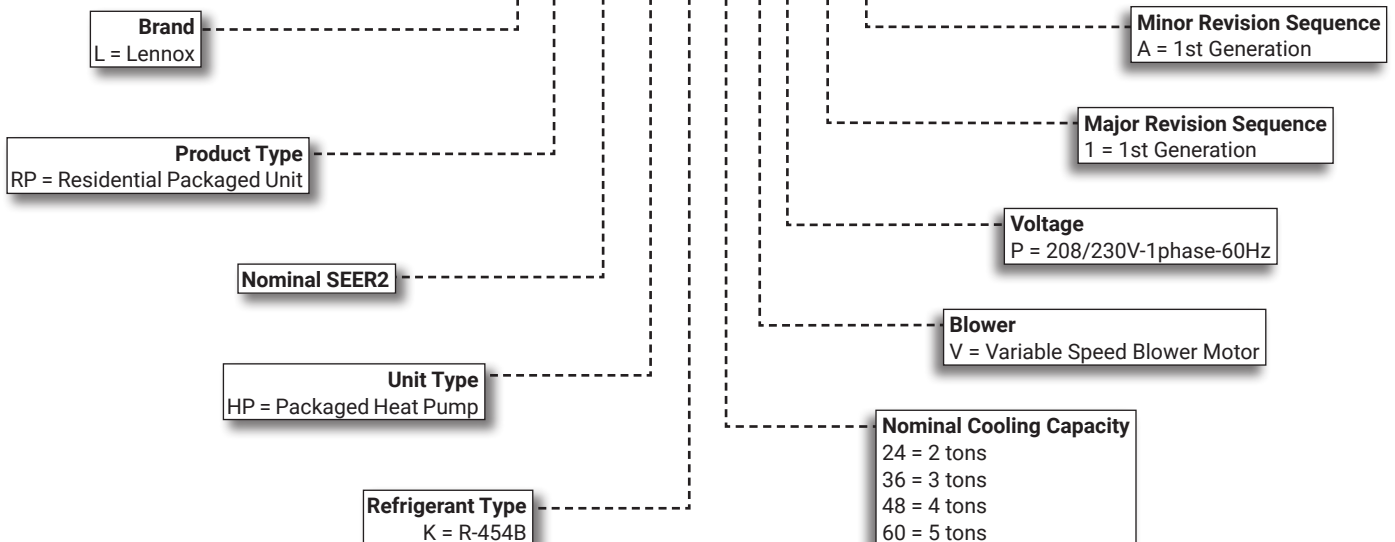 Brand
L = Lennox
Minor Revision Sequence
A = 1st Generation
Product Type
RP = Residential Packaged Unit
Major Revision Sequence
1 = 1st Generation
Voltage
P = 208/230V-1phase-60Hz
Nominal SEER2
Blower
V = Variable Speed Blower Motor
Unit Type
HP = Packaged Heat Pump
Nominal Cooling Capacity
24 = 2 tons
36 = 3 tons
48 = 4 tons
60 = 5 tons
Refrigerant Type
K = R-454B